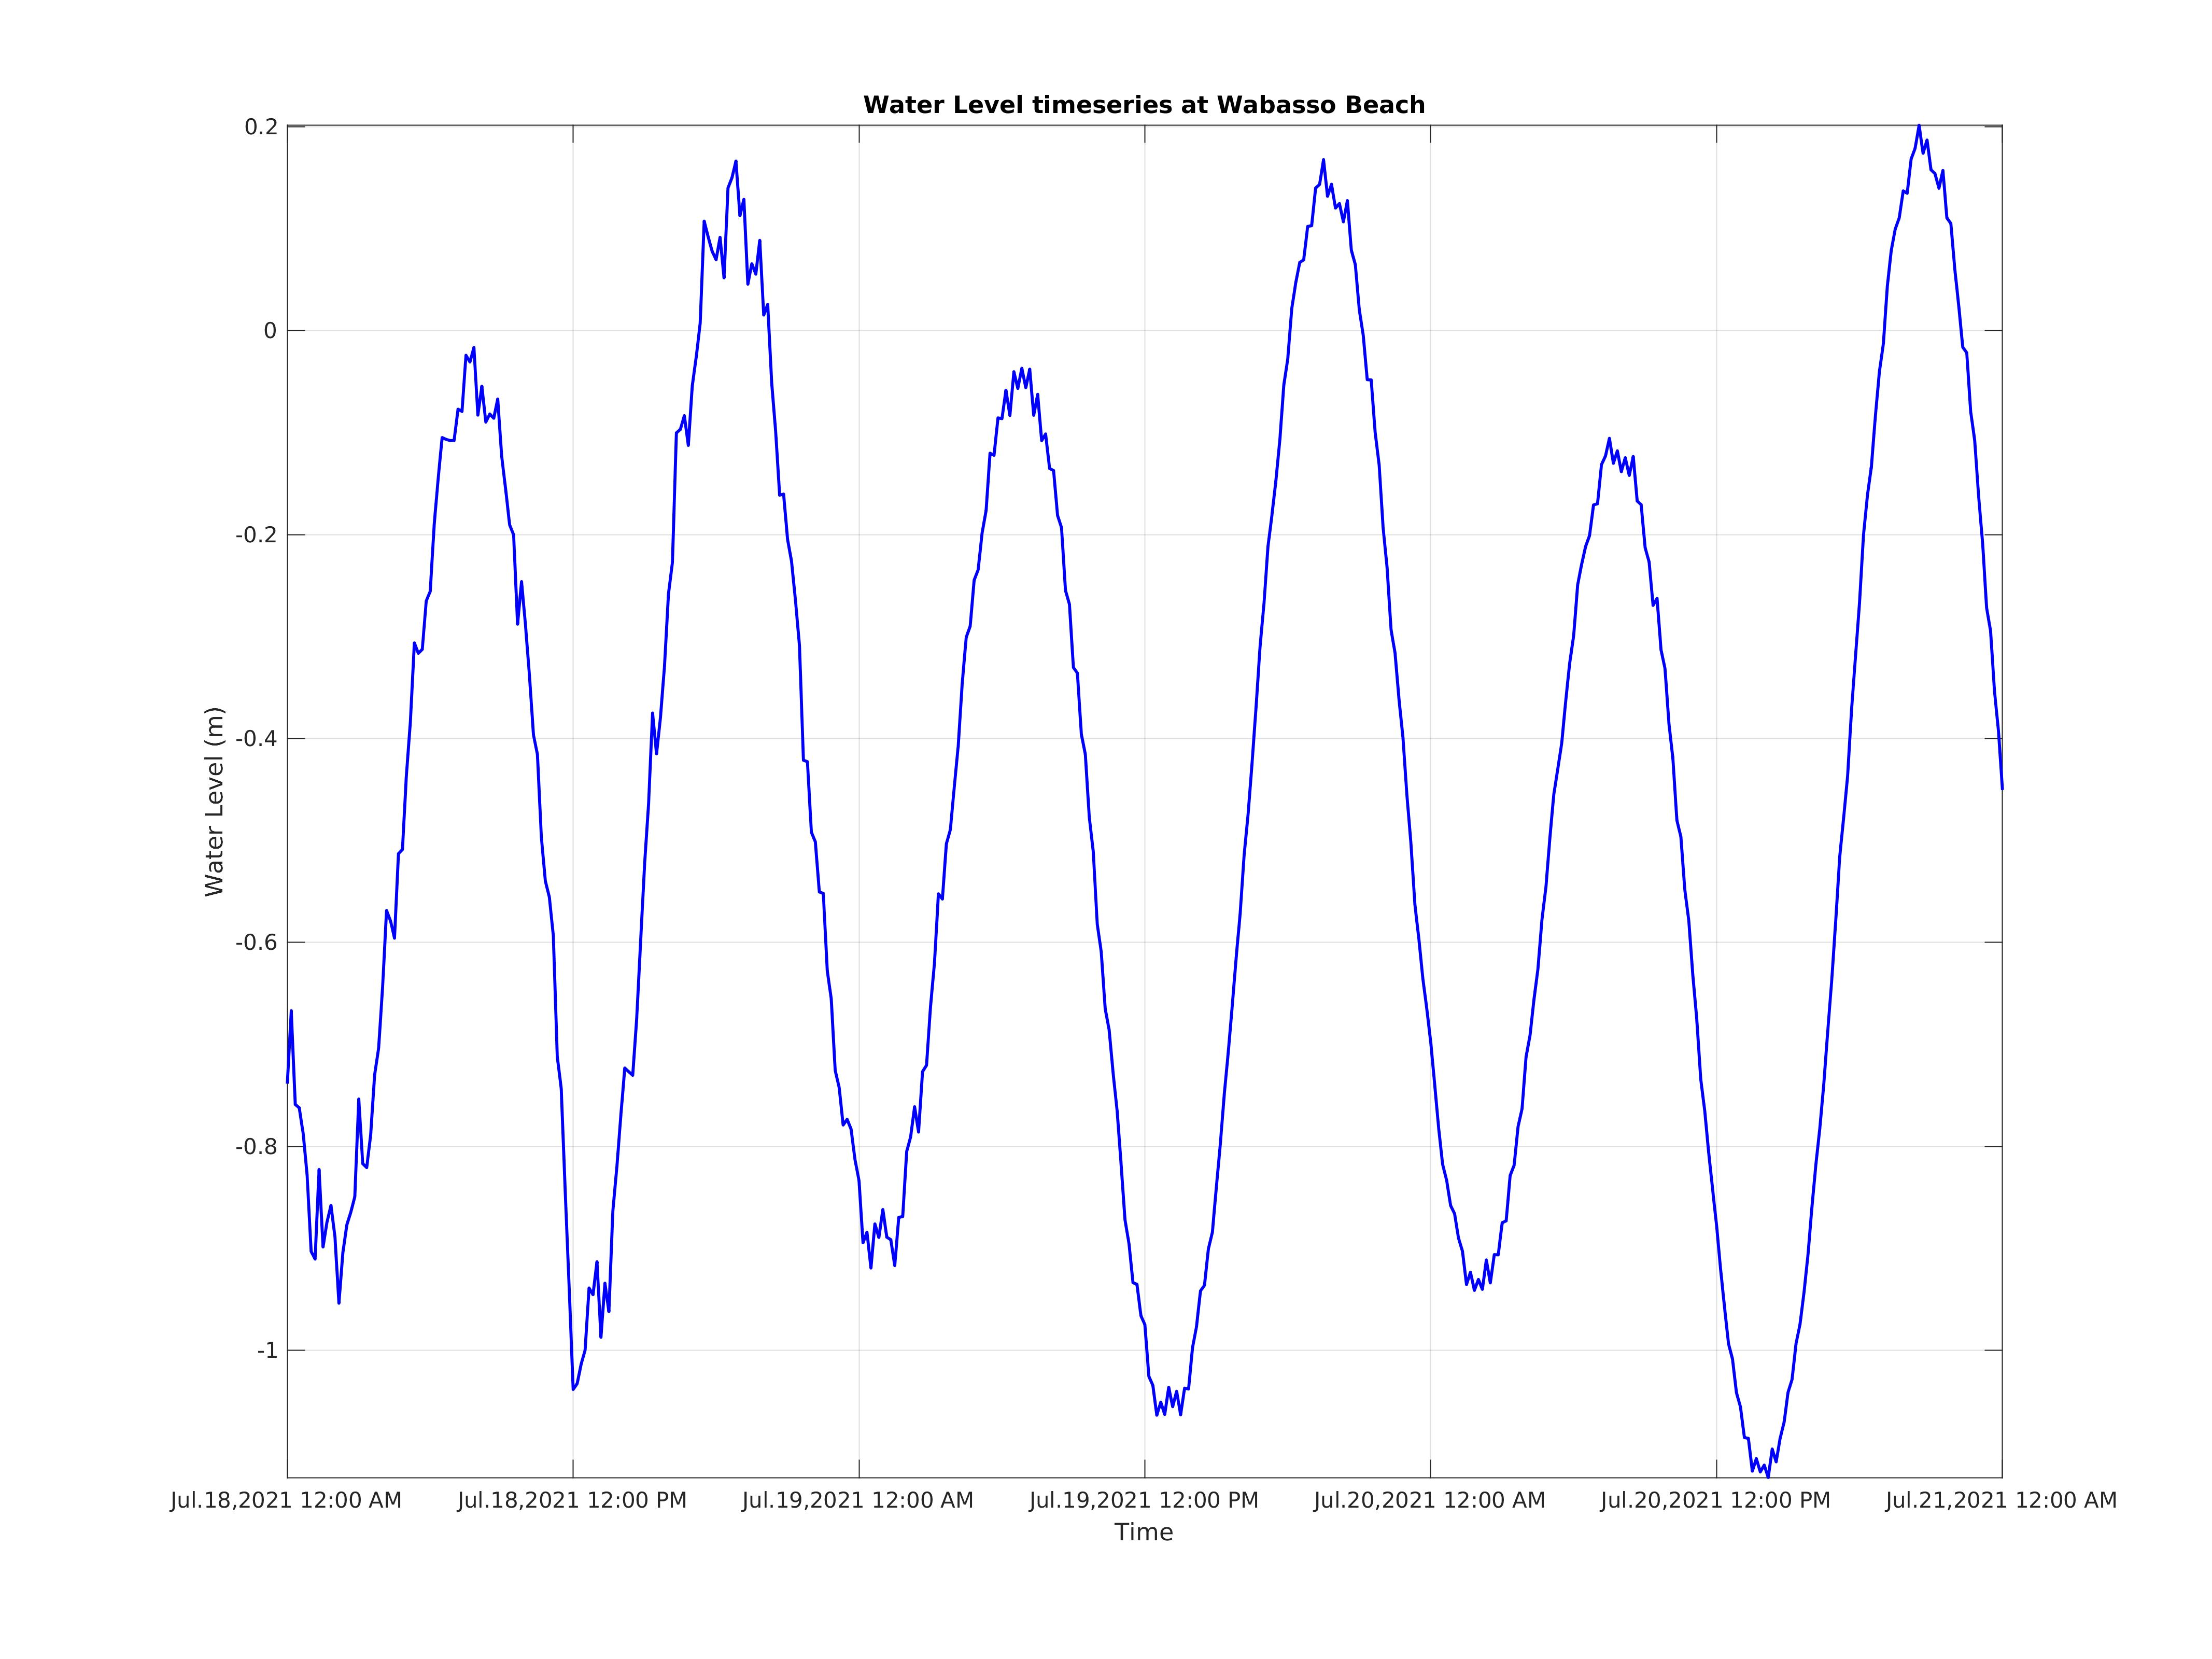 Water Level timeseries at Wabasso Beach
0.2
0
-0.2
-0.4
-0.6
-0.8
-1
Water Level (m)
Jul.18,2021 12:00 AM
Jul.18,2021 12:00 PM
Jul.19,2021 12:00 AM
Jul.19,2021 12:00 PM
Jul.20,2021 12:00 AM
Jul.20,2021 12:00 PM
Jul.21,2021 12:00 AM
Time